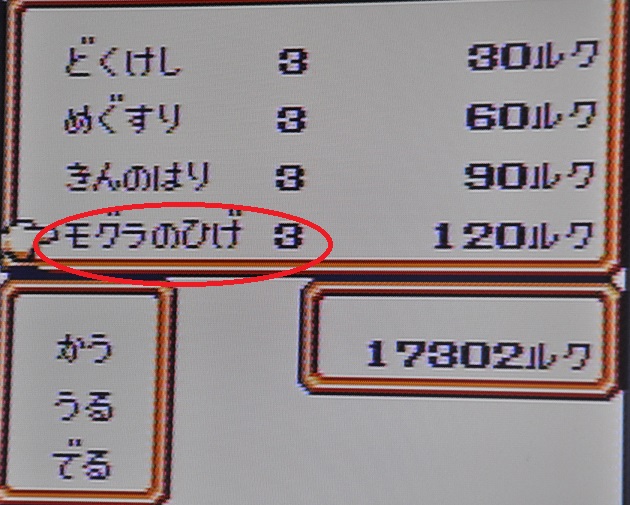 どくけし 3 30ルク
めぐすり 3 60ルク
きんのはり 3 90ルク
モグラのひげ 3 120ルク
かう
うる
でる
17302ルク